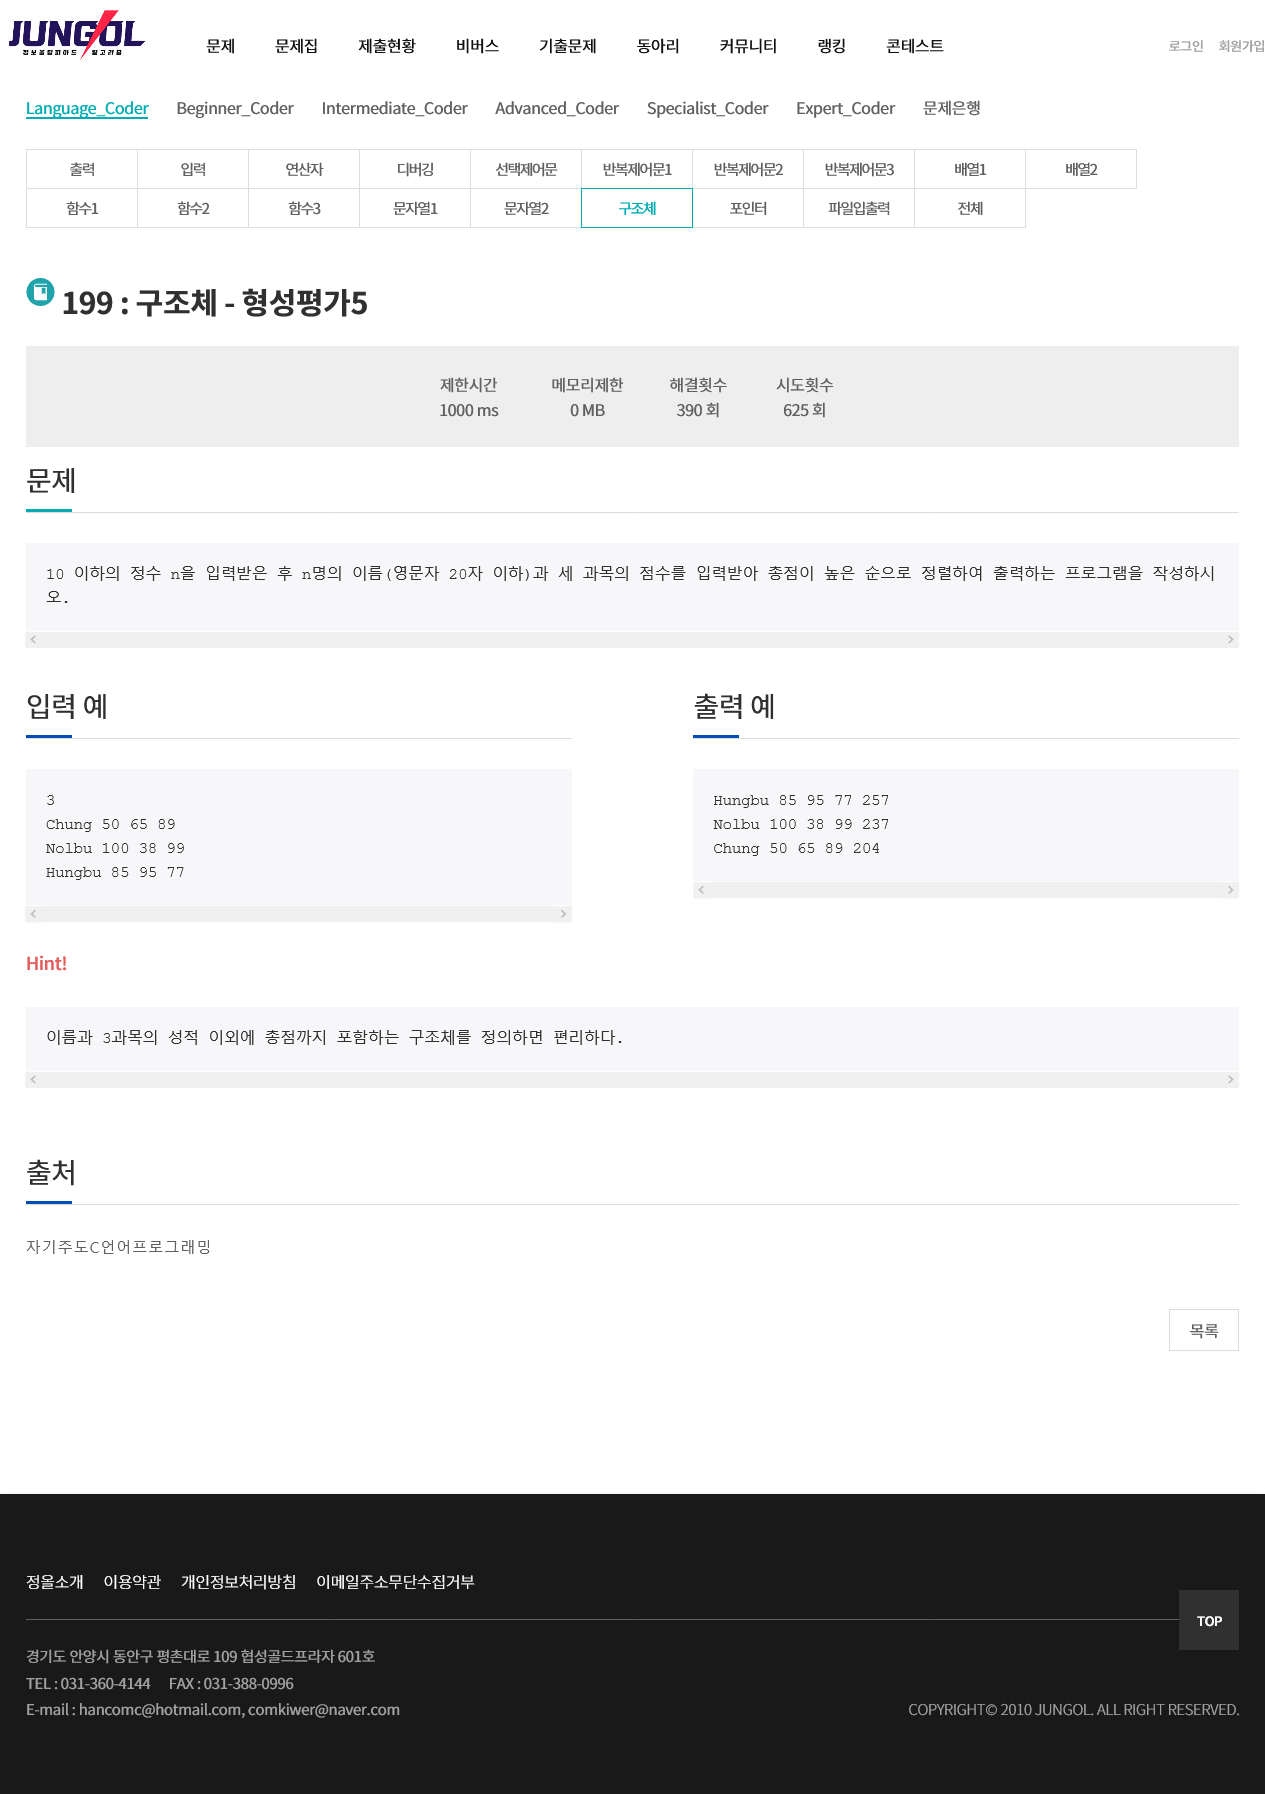 JUNGOL
정보올림피아드 알고리즘
문제 문제집 제출현황 비버스 기출문제 동아리 커뮤니티 랭킹 콘테스트 로그인 회원가입
Language_Coder Beginner_Coder Intermediate_Coder Advanced_Coder Specialist_Coder Expert_Coder 문제은행
출력 입력 연산자 디버깅 선택제어문 반복제어문1 반복제어문2 반복제어문3 배열1 배열2
함수1 함수2 함수3 문자열1 문자열2 구조체 포인터 파일입출력 전체
199 : 구조체 - 형성평가5
제한시간 메모리제한 해결횟수 시도횟수
1000 ms 0 MB 390 회 625 회
문제
10 이하의 정수 n을 입력받은 후 n명의 이름(영문자 20자 이하)과 세 과목의 점수를 입력받아 총점이 높은 순으로 정렬하여 출력하는 프로그램을 작성하시
오.
입력 예
3
Chung 50 65 89
Nolbu 100 38 99
Hungbu 85 95 77
출력 예
Hungbu 85 95 77 257
Nolbu 100 38 99 237
Chung 50 65 89 204
Hint!
이름과 3과목의 성적 이외에 총점까지 포함하는 구조체를 정의하면 편리하다.
출처
자기주도C언어프로그래밍
목록
정올소개 이용약관 개인정보처리방침 이메일주소무단수집거부
TOP
경기도 안양시 동안구 평촌대로 109 협성골드프라자 601호
TEL : 031-360-4144 FAX : 031-388-0996
E-mail : hancomc@hotmail.com, comkiwer@naver.com
COPYRIGHT© 2010 JUNGOL. ALL RIGHT RESERVED.